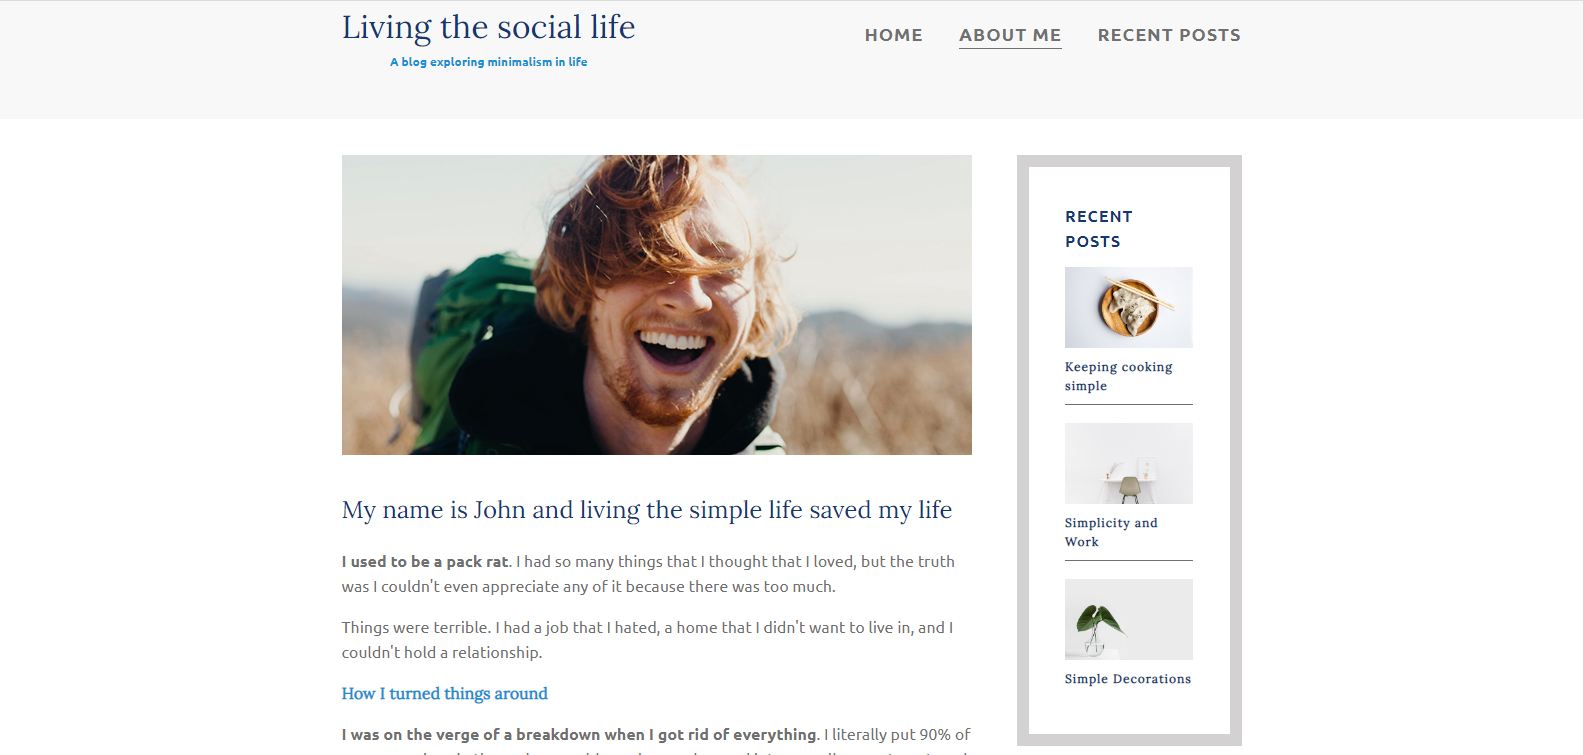 Living the social life
A blog exploring minimalism in life
HOME
ABOUT ME
RECENT POSTS
My name is John and living the simple life saved my life
I used to be a pack rat. I had so many things that I thought that I loved, but the truth
was I couldn't even appreciate any of it because there was too much.
Things were terrible. I had a job that I hated, a home that I didn't want to live in, and I
couldn't hold a relationship.
How I turned things around
I was on the verge of a breakdown when I got rid of everything. I literally put 90% of
RECENT
POSTS
Keeping cooking
simple
Simplicity and
Work
Simple Decorations